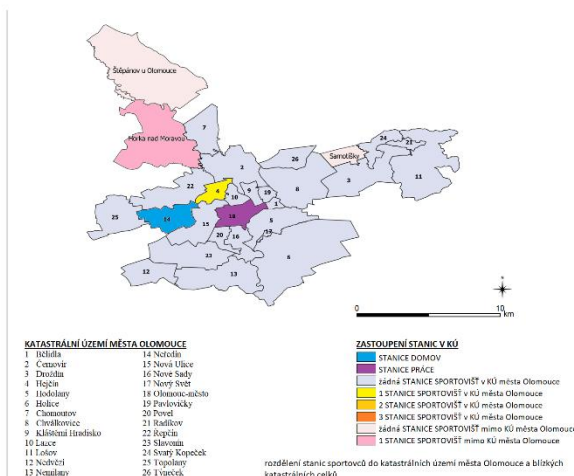 Štěpánov u Olomouce
Horka nad Moravou
Samotíšky
7
2
26
24
21
3
11
22
4
10
9
19
8
1
25
14
15
18
5
20
16
17
6
23
12
13
0
10
km
KATASTRÁLNÍ ÚZEMÍ MĚSTA OLOMOUCE
1 Bělidla
2 Černovír
3 Droždín
4 Hejčín
5 Hodolany
6 Holice
7 Chomoutov
8 Chválkovice
9 Klášterní Hradisko
10 Lazce
11 Lošov
12 Nedvězí
13 Nemilany
14 Neředín
15 Nová Ulice
16 Nové Sady
17 Nový Svět
18 Olomouc-město
19 Pavlovičky
20 Povel
21 Radíkov
22 Řepčín
23 Slavonín
24 Svatý Kopeček
25 Topolany
26 Týneček
ZASTOUPENÍ STANIC V KÚ
STANICE DOMOV
STANICE PRÁCE
žádná STANICE SPORTOVIŠŤ v KÚ města Olomouce
1 STANICE SPORTOVIŠŤ v KÚ města Olomouce
2 STANICE SPORTOVIŠŤ v KÚ města Olomouce
3 STANICE SPORTOVIŠŤ v KÚ města Olomouce
žádná STANICE SPORTOVIŠŤ mimo KÚ města Olomouce
1 STANICE SPORTOVIŠŤ mimo KÚ města Olomouce
rozdělení stanic sportovců do katastrálních území města Olomouce a blízkých
katastrálních celků